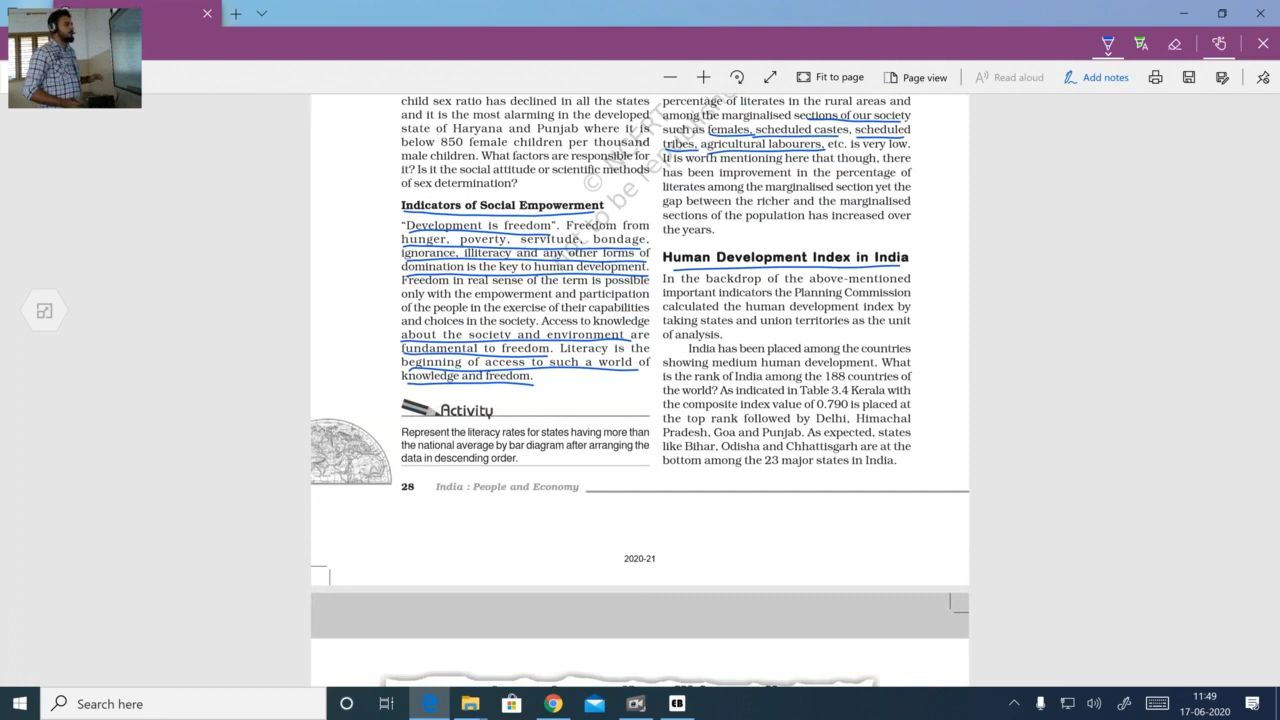 Fit to page
Page view
Read aloud
Add notes
child sex ratio has declined in all the states
and it is the most alarming in the developed
state of Haryana and Punjab where it is
below 850 female children per thousand
male children. What factors are responsible for
it? Is it the social attitude or scientific methods
of sex determination?
Indicators of Social Empowerment
“Development is freedom”. Freedom from
hunger, poverty, servitude, bondage,
ignorance, illiteracy and any other forms of
domination is the key to human development.
Freedom in real sense of the term is possible
only with the empowerment and participation
of the people in the exercise of their capabilities
and choices in the society. Access to knowledge
about the society and environment are
fundamental to freedom. Literacy is the
beginning of access to such a world of
knowledge and freedom.
Activity
Represent the literacy rates for states having more than
the national average by bar diagram after arranging the
data in descending order.
percentage of literates in the rural areas and
among the marginalised sections of our society
such as females, scheduled castes, scheduled
tribes, agricultural labourers, etc. is very low.
It is worth mentioning here that though, there
has been improvement in the percentage of
literates among the marginalised section yet the
gap between the richer and the marginalised
sections of the population has increased over
the years.
Human Development Index in India
In the backdrop of the above-mentioned
important indicators the Planning Commission
calculated the human development index by
taking states and union territories as the unit
of analysis.
India has been placed among the countries
showing medium human development. What
is the rank of India among the 188 countries of
the world? As indicated in Table 3.4 Kerala with
the composite index value of 0.790 is placed at
the top rank followed by Delhi, Himachal
Pradesh, Goa and Punjab. As expected, states
like Bihar, Odisha and Chhattisgarh are at the
bottom among the 23 major states in India.
28 India : People and Economy
2020-21
Search here
EB
11:49
17-06-2020